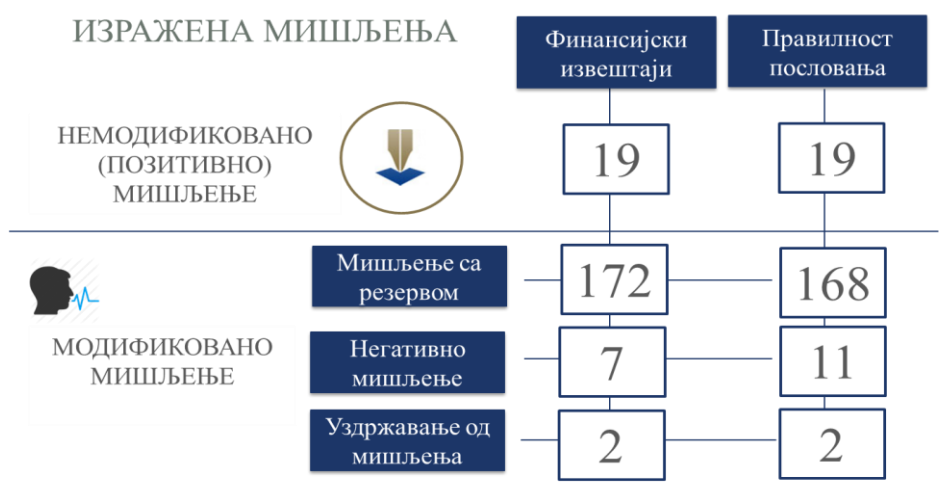 ИЗРАЖЕНА МИШЉЕЊА
Финансијски
извештаји
Правилност
пословања
НЕМОДИФИКОВАНО
(ПОЗИТИВНО)
МИШЉЕЊЕ
19
19
Мишљење са
резервом
172
168
МОДИФИКОВАНО
МИШЉЕЊЕ
Негативно
мишљење
7
11
Уздржавање од
мишљења
2
2